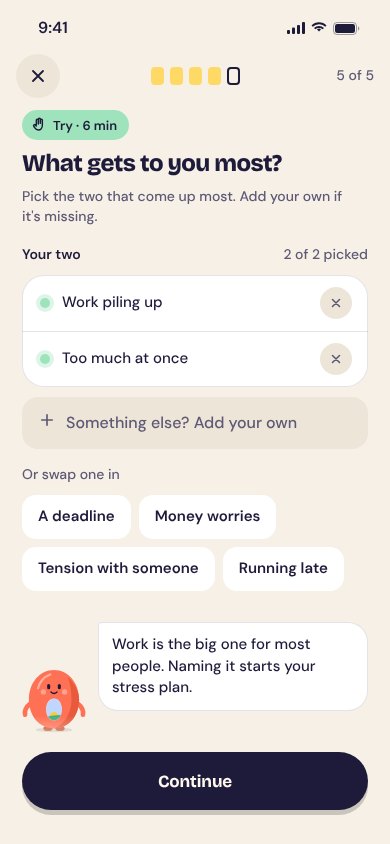 9:41
5 of 5
Try · 6 min
What gets to you most?
Pick the two that come up most. Add your own if
it's missing.
Your two
2 of 2 picked
Work piling up
Too much at once
Something else? Add your own
Or swap one in
A deadline
Money worries
Tension with someone
Running late
Work is the big one for most
people. Naming it starts your
stress plan.
Continue